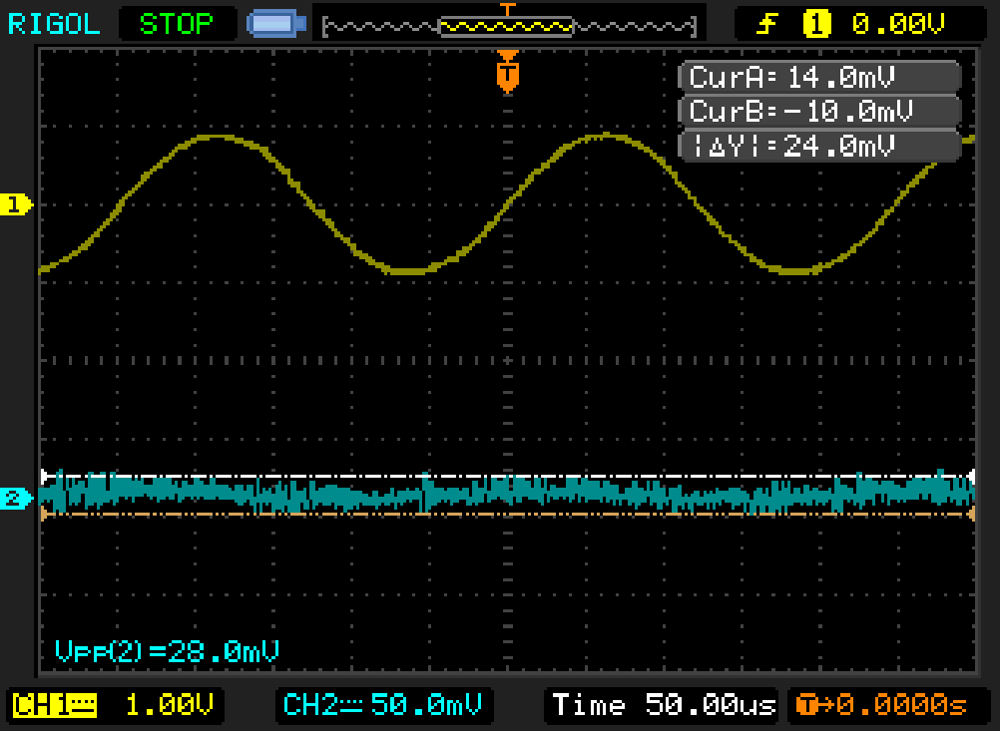 RIGOL STOP T 1 0.00V
T
CurA= 14.0mV
CurB=-10.0mV
|ΔY|=24.0mV
1
2
Vpp(2)=28.0mV
CH1 1.00V CH2 50.0mV Time 50.00us T→0.0000s